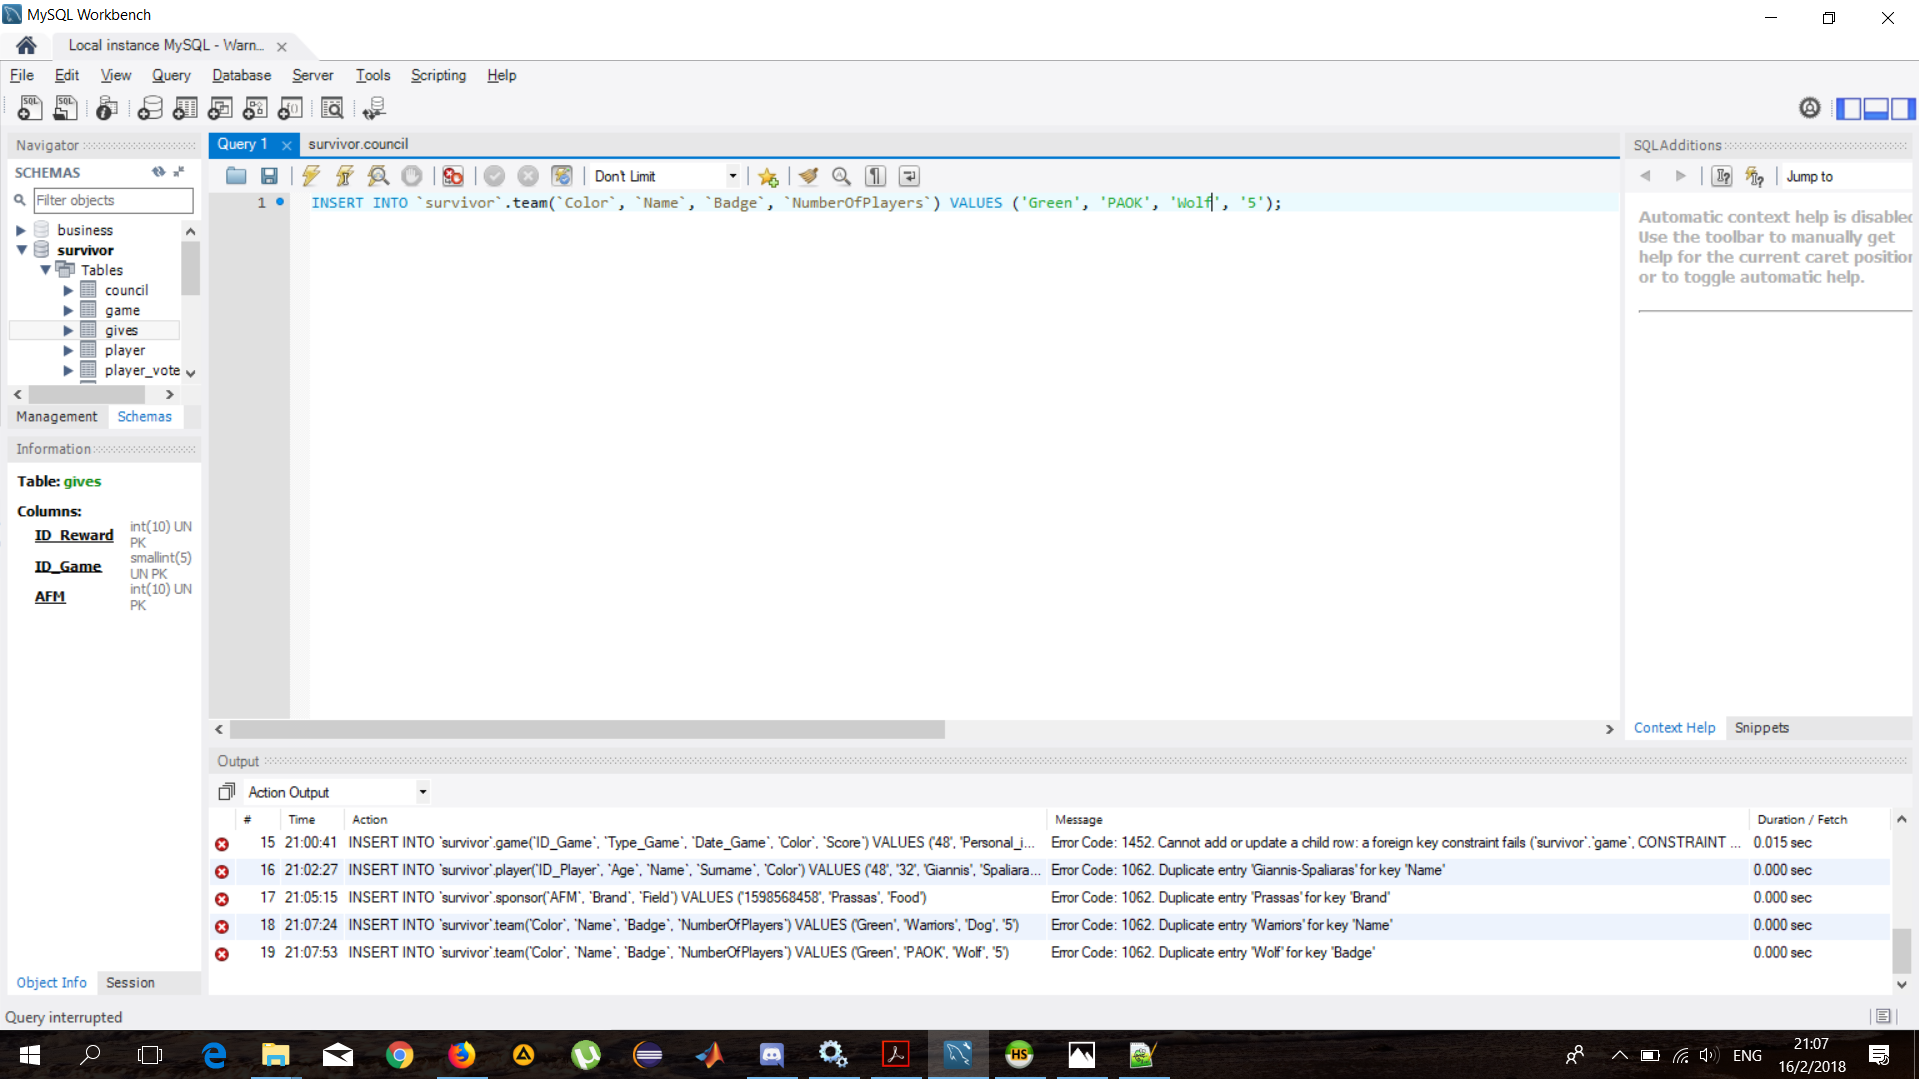 MySQL Workbench
Local instance MySQL - Warn...
File Edit View Query Database Server Tools Scripting Help
Navigator
SCHEMAS
Filter objects
business
survivor
Tables
council
game
gives
player
player_vote
Management Schemas
Information
Table: gives
Columns:
ID_Reward int(10) UN PK
ID_Game smallint(5) UN PK
AFM int(10) UN PK
Object Info Session
Query 1 survivor.council
Don't Limit
1 INSERT INTO `survivor`.team(`Color`, `Name`, `Badge`, `NumberOfPlayers`) VALUES ('Green', 'PAOK', 'Wolf', '5');
SQLAdditions
Jump to
Automatic context help is disabled
Use the toolbar to manually get
help for the current caret position
or to toggle automatic help.
Context Help Snippets
Output
Action Output
# Time Action Message Duration / Fetch
15 21:00:41 INSERT INTO `survivor`.game(`ID_Game`, `Type_Game`, `Date_Game`, `Color`, `Score`) VALUES ('48', 'Personal_i... Error Code: 1452. Cannot add or update a child row: a foreign key constraint fails (`survivor`.`game`, CONSTRAINT ... 0.015 sec
16 21:02:27 INSERT INTO `survivor`.player(`ID_Player`, `Age`, `Name`, `Surname`, `Color`) VALUES ('48', '32', 'Giannis', 'Spaliara... Error Code: 1062. Duplicate entry 'Giannis-Spaliaras' for key 'Name' 0.000 sec
17 21:05:15 INSERT INTO `survivor`.sponsor(`AFM`, `Brand`, `Field`) VALUES ('1598568458', 'Prassas', 'Food') Error Code: 1062. Duplicate entry 'Prassas' for key 'Brand' 0.000 sec
18 21:07:24 INSERT INTO `survivor`.team(`Color`, `Name`, `Badge`, `NumberOfPlayers`) VALUES ('Green', 'Warriors', 'Dog', '5') Error Code: 1062. Duplicate entry 'Warriors' for key 'Name' 0.000 sec
19 21:07:53 INSERT INTO `survivor`.team(`Color`, `Name`, `Badge`, `NumberOfPlayers`) VALUES ('Green', 'PAOK', 'Wolf', '5') Error Code: 1062. Duplicate entry 'Wolf' for key 'Badge' 0.000 sec
Query interrupted
ENG
21:07
16/2/2018